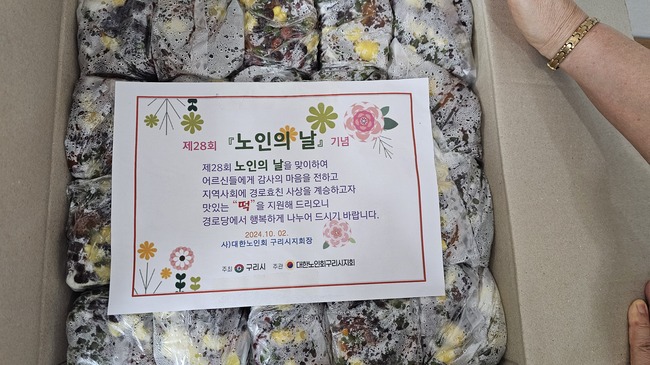 제28회 『노인의 날』 기념
제28회 노인의 날을 맞이하여
어르신들에게 감사의 마음을 전하고
지역사회에 경로효친 사상을 계승하고자
맛있는 "떡"을 지원해 드리오니
경로당에서 행복하게 나누어 드시기 바랍니다.
2024.10. 02.
사)대한노인회 구리시지회장
주최 구리시 주관 대한노인회구리시지회